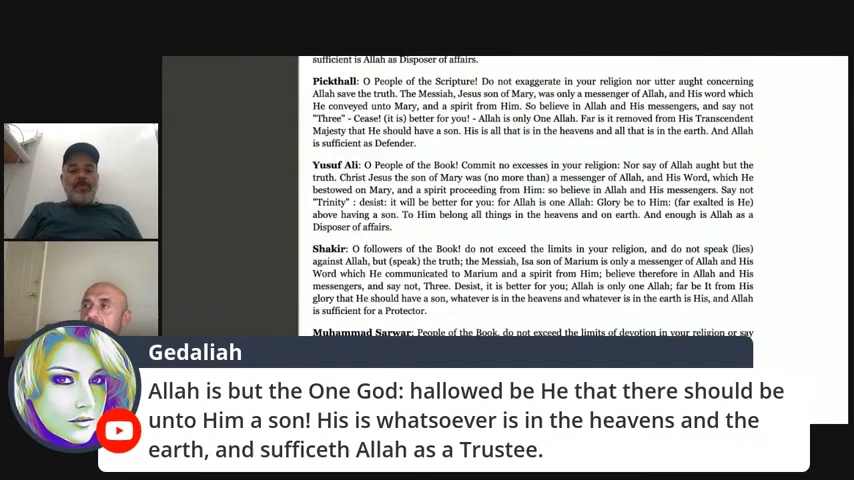 sufficient is Allah as Disposer of affairs.
Pickthall: O People of the Scripture! Do not exaggerate in your religion nor utter aught concerning
Allah save the truth. The Messiah, Jesus son of Mary, was only a messenger of Allah, and His word which
He conveyed unto Mary, and a spirit from Him. So believe in Allah and His messengers, and say not
"Three" - Cease! (it is) better for you! - Allah is only One Allah. Far is it removed from His Transcendent
Majesty that He should have a son. His is all that is in the heavens and all that is in the earth. And Allah
is sufficient as Defender.
Yusuf Ali: O People of the Book! Commit no excesses in your religion: Nor say of Allah aught but the
truth. Christ Jesus the son of Mary was (no more than) a messenger of Allah, and His Word, which He
bestowed on Mary, and a spirit proceeding from Him: so believe in Allah and His messengers. Say not
"Trinity" : desist: it will be better for you: for Allah is one Allah: Glory be to Him: (far exalted is He)
above having a son. To Him belong all things in the heavens and on earth. And enough is Allah as a
Disposer of affairs.
Shakir: O followers of the Book! do not exceed the limits in your religion, and do not speak (lies)
against Allah, but (speak) the truth; the Messiah, Isa son of Marium is only a messenger of Allah and His
Word which He communicated to Marium and a spirit from Him; believe therefore in Allah and His
messengers, and say not, Three. Desist, it is better for you; Allah is only one Allah; far be It from His
glory that He should have a son, whatever is in the heavens and whatever is in the earth is His, and Allah
is sufficient for a Protector.
Muhammad Sarwar: People of the Book, do not exceed the limits of devotion in your religion or say
Gedaliah
Allah is but the One God: hallowed be He that there should be
unto Him a son! His is whatsoever is in the heavens and the
earth, and sufficeth Allah as a Trustee.